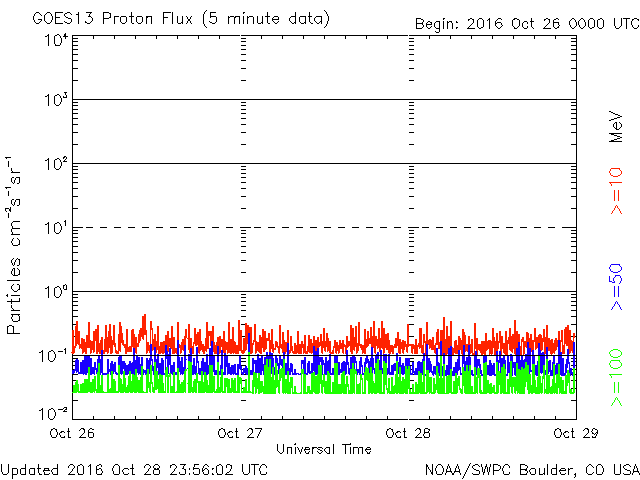 GOES13 Proton Flux (5 minute data)
Begin: 2016 Oct 26 0000 UTC
Particles cm⁻²s⁻¹sr⁻¹
10⁴
10³
10²
10¹
10⁰
10⁻¹
10⁻²
MeV
>=10
>=50
>=100
Oct 26 Oct 27 Oct 28 Oct 29
Universal Time
Updated 2016 Oct 28 23:56:02 UTC
NOAA/SWPC Boulder, CO USA